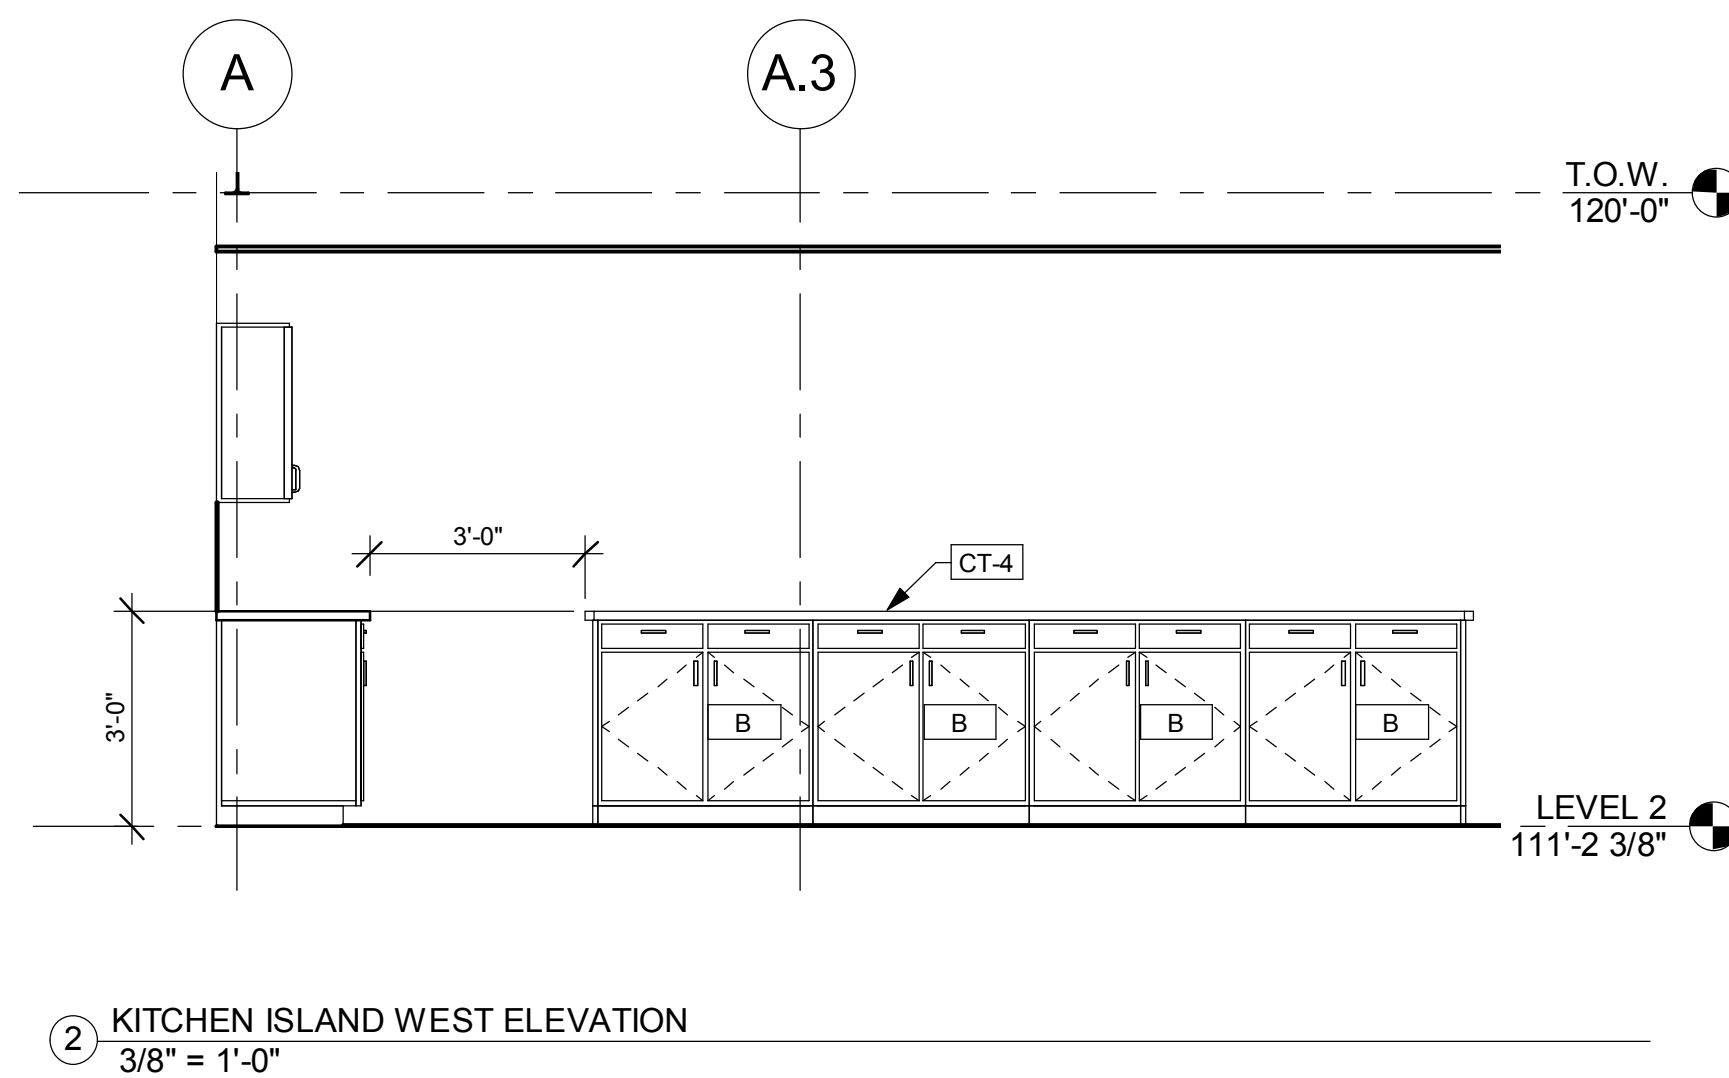 A
A.3
T.O.W.
120'-0"
3'-0"
CT-4
3'-0"
B
B
B
B
LEVEL 2
111'-2 3/8"
2
KITCHEN ISLAND WEST ELEVATION
3/8" = 1'-0"